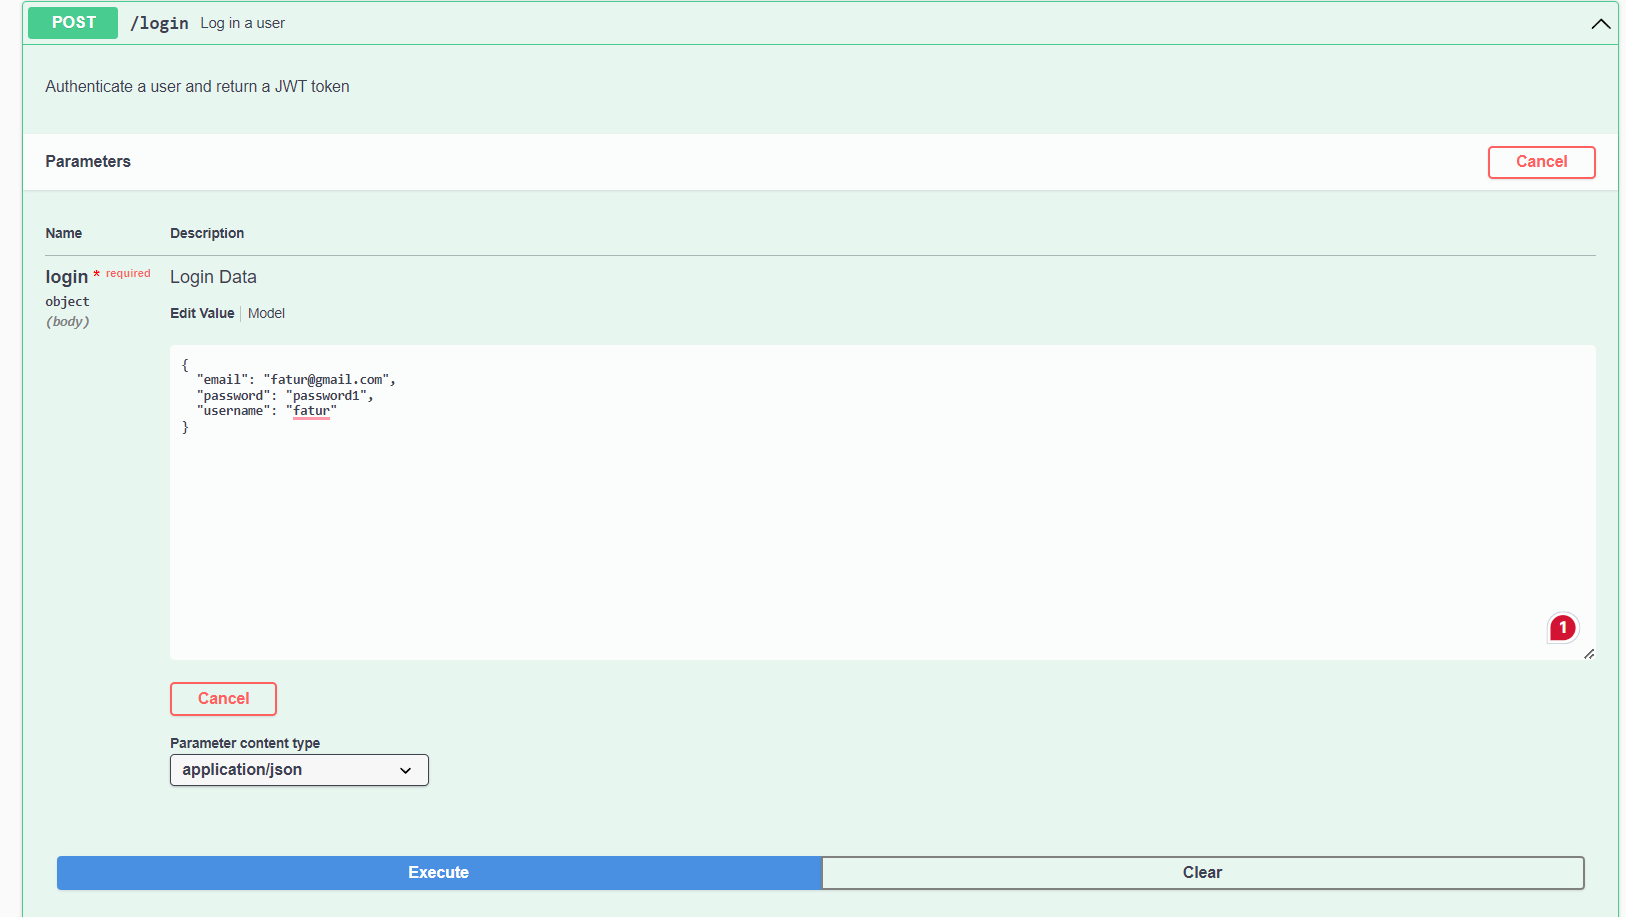 POST /login Log in a user
Authenticate a user and return a JWT token
Parameters
Cancel
Name Description
login * required Login Data
object
(body)
Edit Value Model
{
  "email": "fatur@gmail.com",
  "password": "password1",
  "username": "fatur"
}
1
Cancel
Parameter content type
application/json
Execute Clear